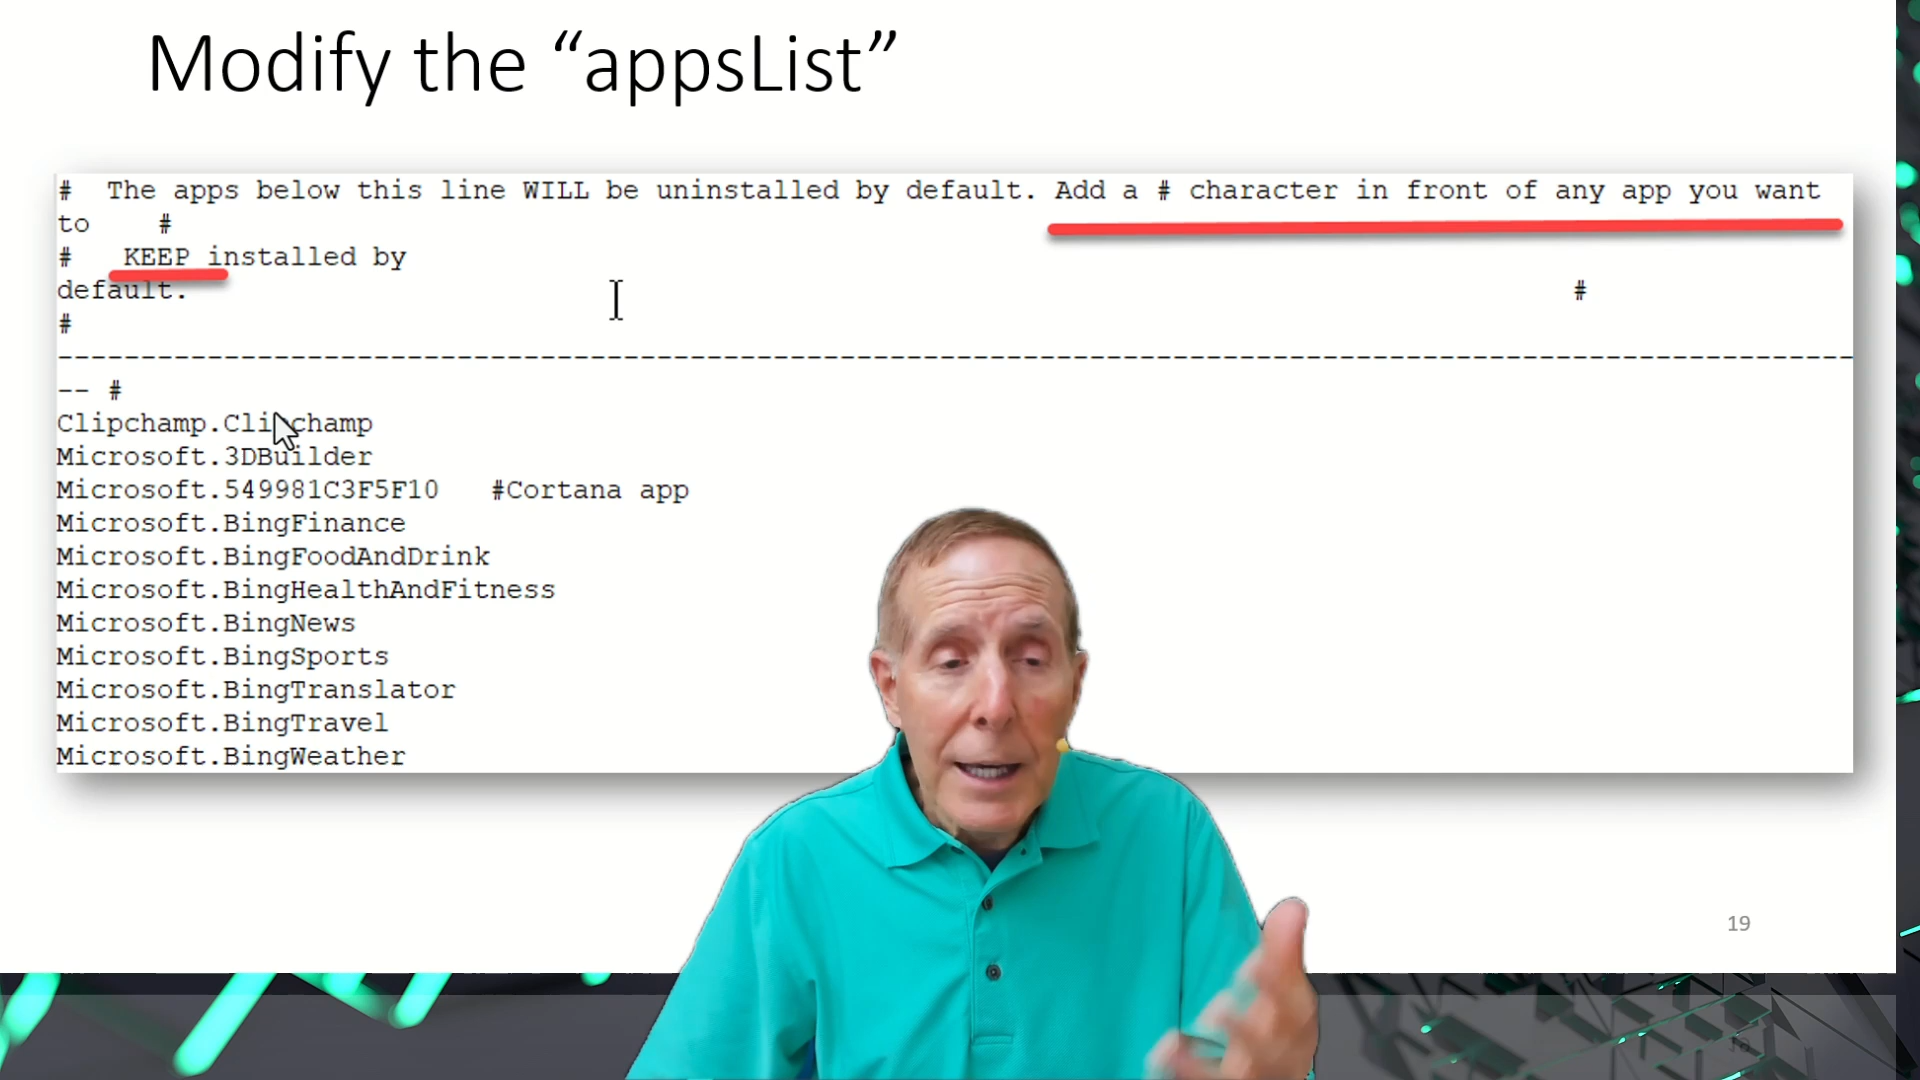 Modify the “appsList”
#  The apps below this line WILL be uninstalled by default. Add a # character in front of any app you want
to    #
#   KEEP installed by
default.                                                                                   #
#
------------------------------------------------------------------------------------------------------------
-- #
Clipchamp.Clipchamp
Microsoft.3DBuilder
Microsoft.549981C3F5F10   #Cortana app
Microsoft.BingFinance
Microsoft.BingFoodAndDrink
Microsoft.BingHealthAndFitness
Microsoft.BingNews
Microsoft.BingSports
Microsoft.BingTranslator
Microsoft.BingTravel
Microsoft.BingWeather
19